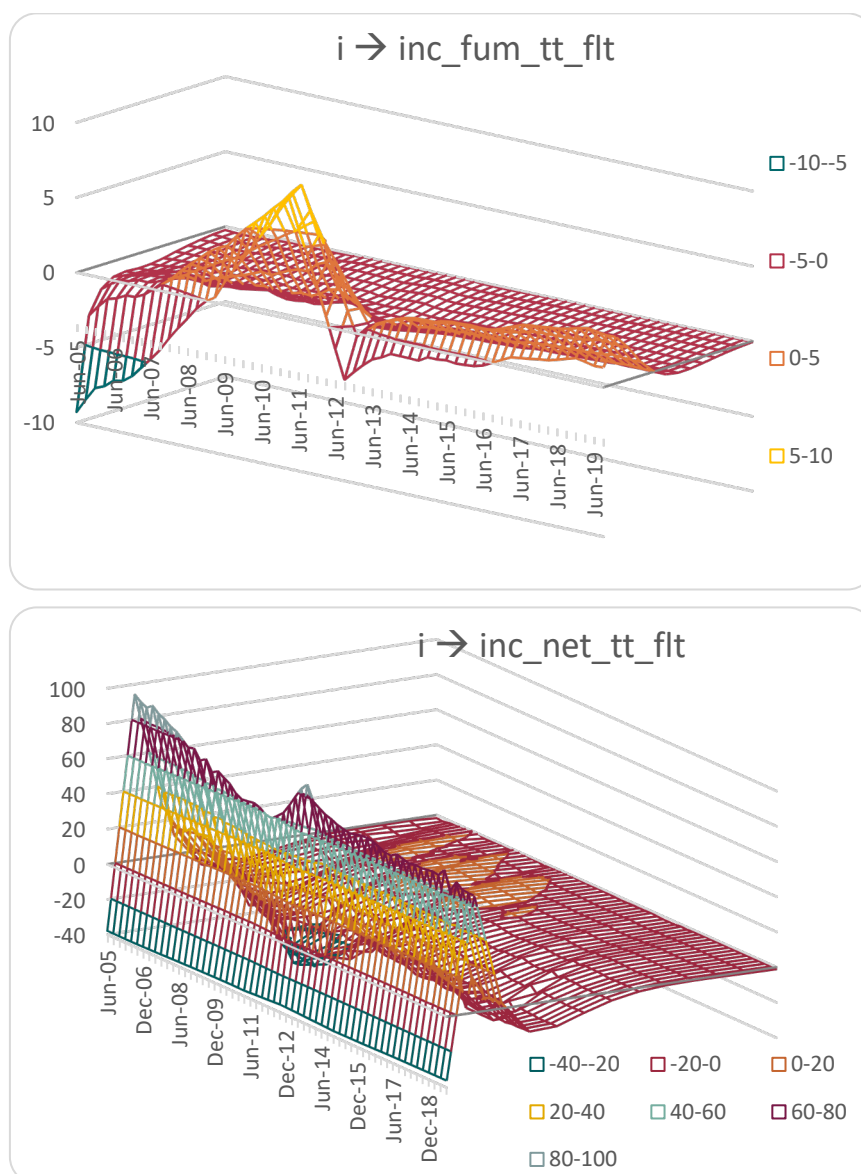 i → inc_fum_tt_flt
10
5
0
-5
-10
Jun-05
Jun-06
Jun-07
Jun-08
Jun-09
Jun-10
Jun-11
Jun-12
Jun-13
Jun-14
Jun-15
Jun-16
Jun-17
Jun-18
Jun-19
-10--5
-5-0
0-5
5-10
i → inc_net_tt_flt
100
80
60
40
20
0
-20
-40
Jun-05
Dec-06
Jun-08
Dec-09
Jun-11
Dec-12
Jun-14
Dec-15
Jun-17
Dec-18
-40--20 -20-0 0-20
20-40 40-60 60-80
80-100